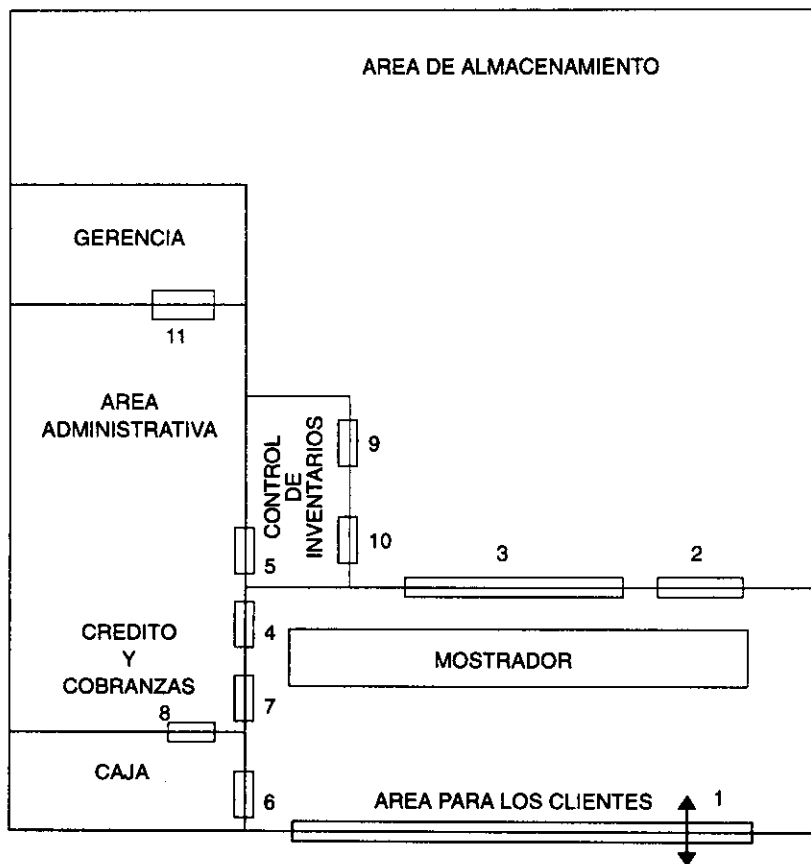 AREA DE ALMACENAMIENTO
GERENCIA
11
AREA
ADMINISTRATIVA
CONTROL
DE
INVENTARIOS
9
10
5
3
2
4
CREDITO
Y
COBRANZAS
MOSTRADOR
7
8
CAJA
6
AREA PARA LOS CLIENTES
1